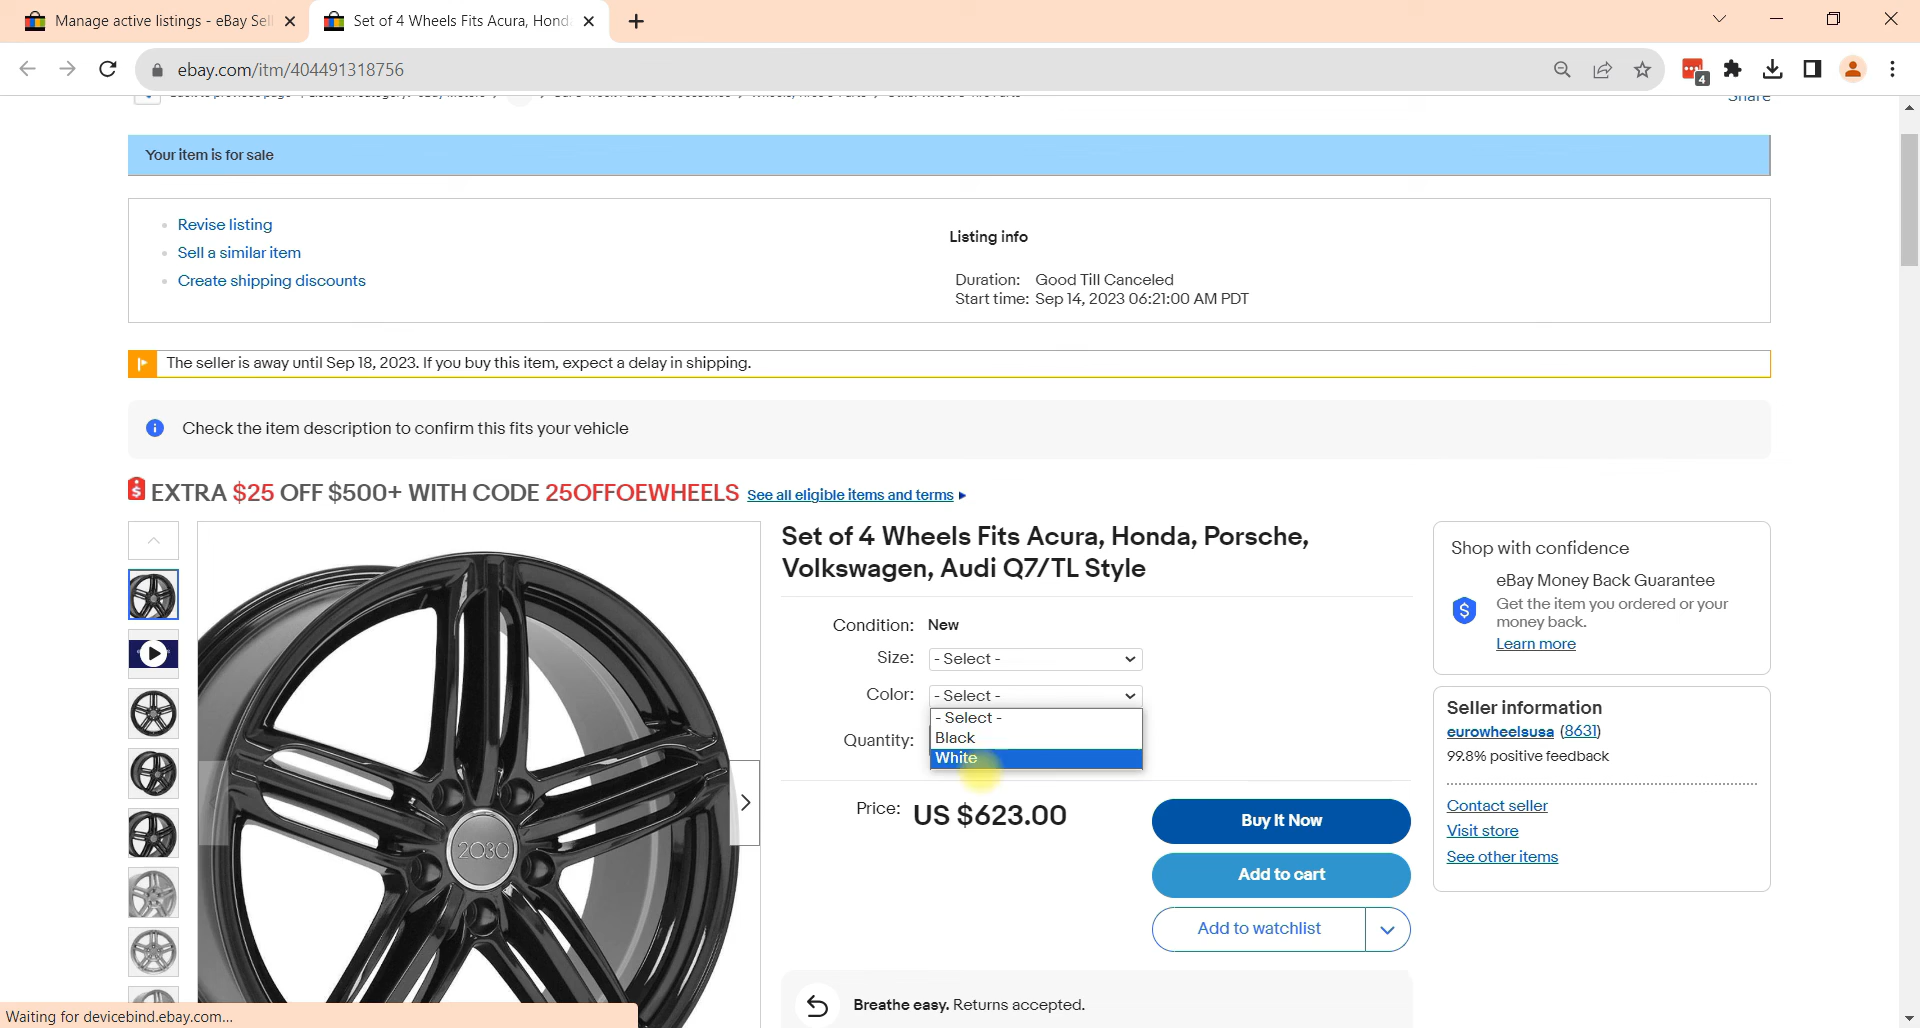 Manage active listings - eBay Sell
Set of 4 Wheels Fits Acura, Hond
ebay.com/itm/404491318756
4
Share
Your item is for sale
Revise listing
Sell a similar item
Create shipping discounts
Listing info
Duration: Good Till Canceled
Start time: Sep 14, 2023 06:21:00 AM PDT
The seller is away until Sep 18, 2023. If you buy this item, expect a delay in shipping.
Check the item description to confirm this fits your vehicle
EXTRA $25 OFF $500+ WITH CODE 25OFFOEWHEELS See all eligible items and terms
Set of 4 Wheels Fits Acura, Honda, Porsche,
Volkswagen, Audi Q7/TL Style
Condition: New
Size: - Select -
Color: - Select -
- Select -
Black
White
Quantity:
Price: US $623.00
Buy It Now
Add to cart
Add to watchlist
Breathe easy. Returns accepted.
Shop with confidence
eBay Money Back Guarantee
Get the item you ordered or your
money back.
Learn more
Seller information
eurowheelsusa (8631)
99.8% positive feedback
Contact seller
Visit store
See other items
2030
Waiting for devicebind.ebay.com...